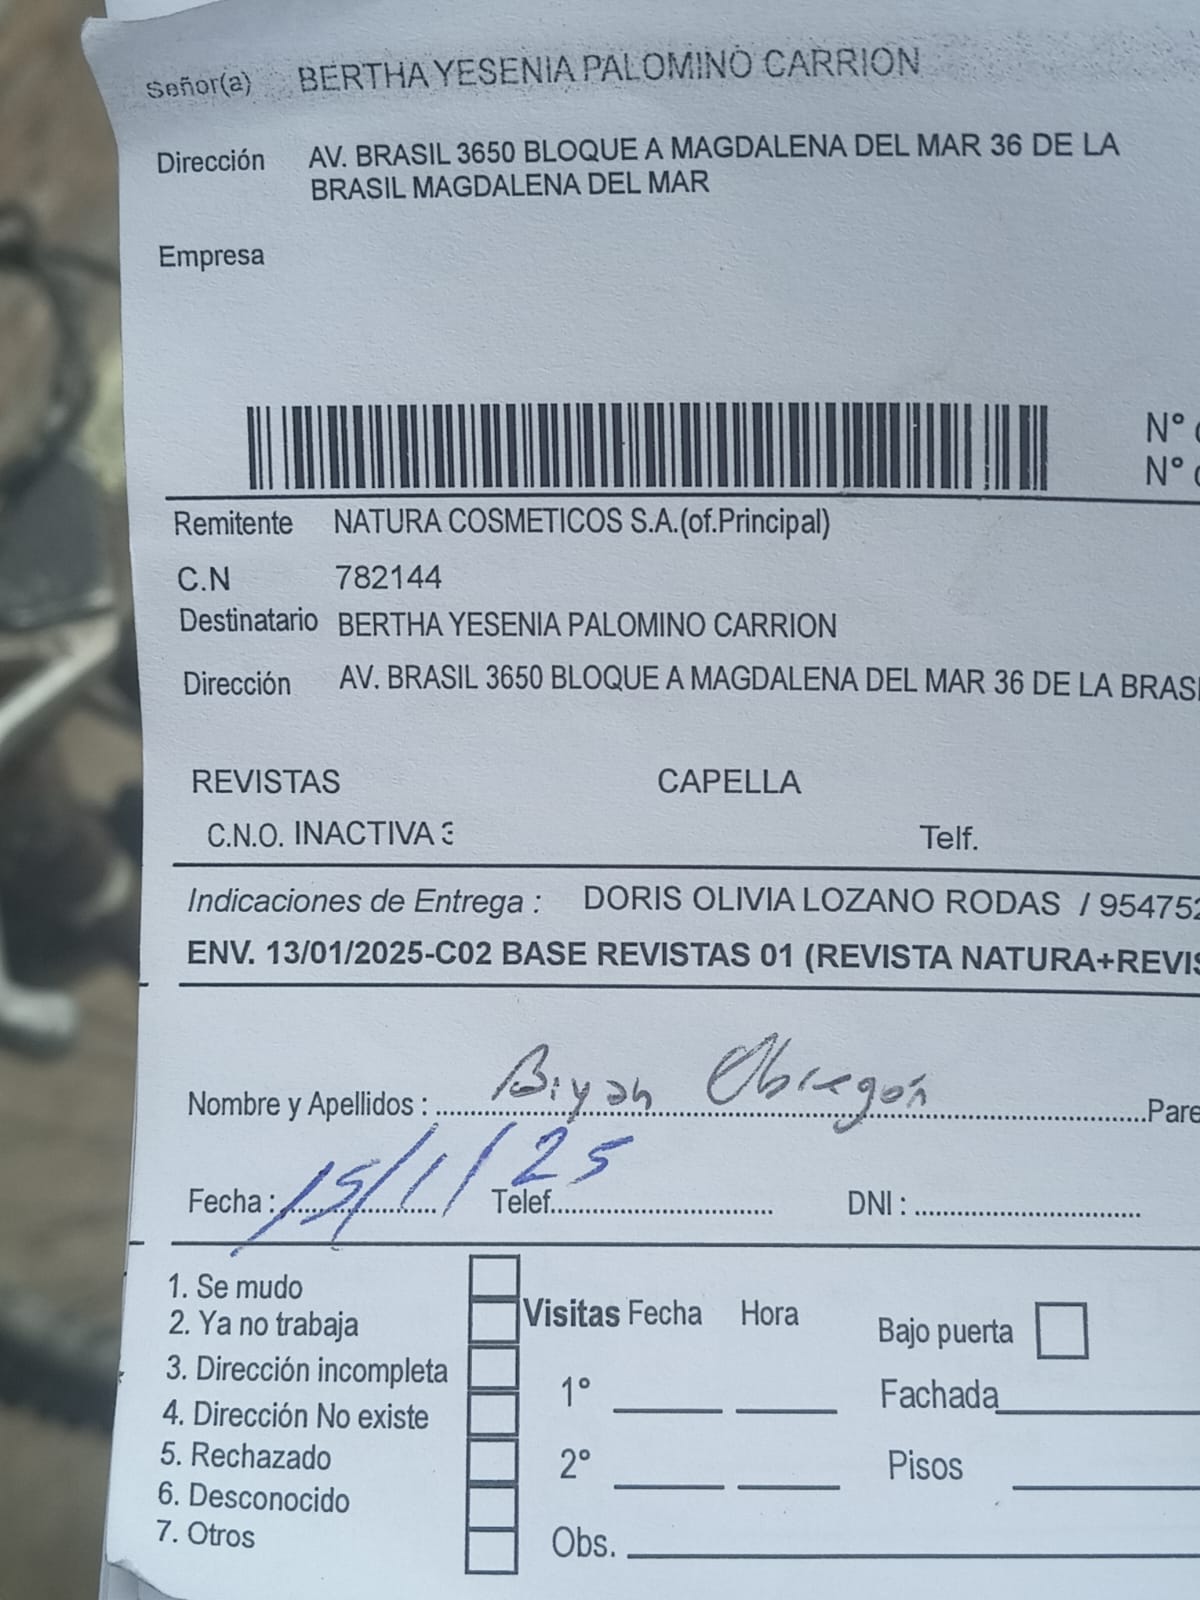 Señor(a) BERTHA YESENIA PALOMINO CARRION
Dirección AV. BRASIL 3650 BLOQUE A MAGDALENA DEL MAR 36 DE LA
BRASIL MAGDALENA DEL MAR
Empresa
N°
N°
Remitente NATURA COSMETICOS S.A.(of.Principal)
C.N 782144
Destinatario BERTHA YESENIA PALOMINO CARRION
Dirección AV. BRASIL 3650 BLOQUE A MAGDALENA DEL MAR 36 DE LA BRASI
REVISTAS CAPELLA
C.N.O. INACTIVA 3
Telf.
Indicaciones de Entrega : DORIS OLIVIA LOZANO RODAS / 954752
ENV. 13/01/2025-C02 BASE REVISTAS 01 (REVISTA NATURA+REVIS
Nombre y Apellidos : Biyan Obregón Pare
Fecha : 15/1/25 Telef. DNI :
1. Se mudo
2. Ya no trabaja
3. Dirección incompleta
4. Dirección No existe
5. Rechazado
6. Desconocido
7. Otros
Visitas Fecha Hora
1°
2°
Obs.
Bajo puerta
Fachada
Pisos